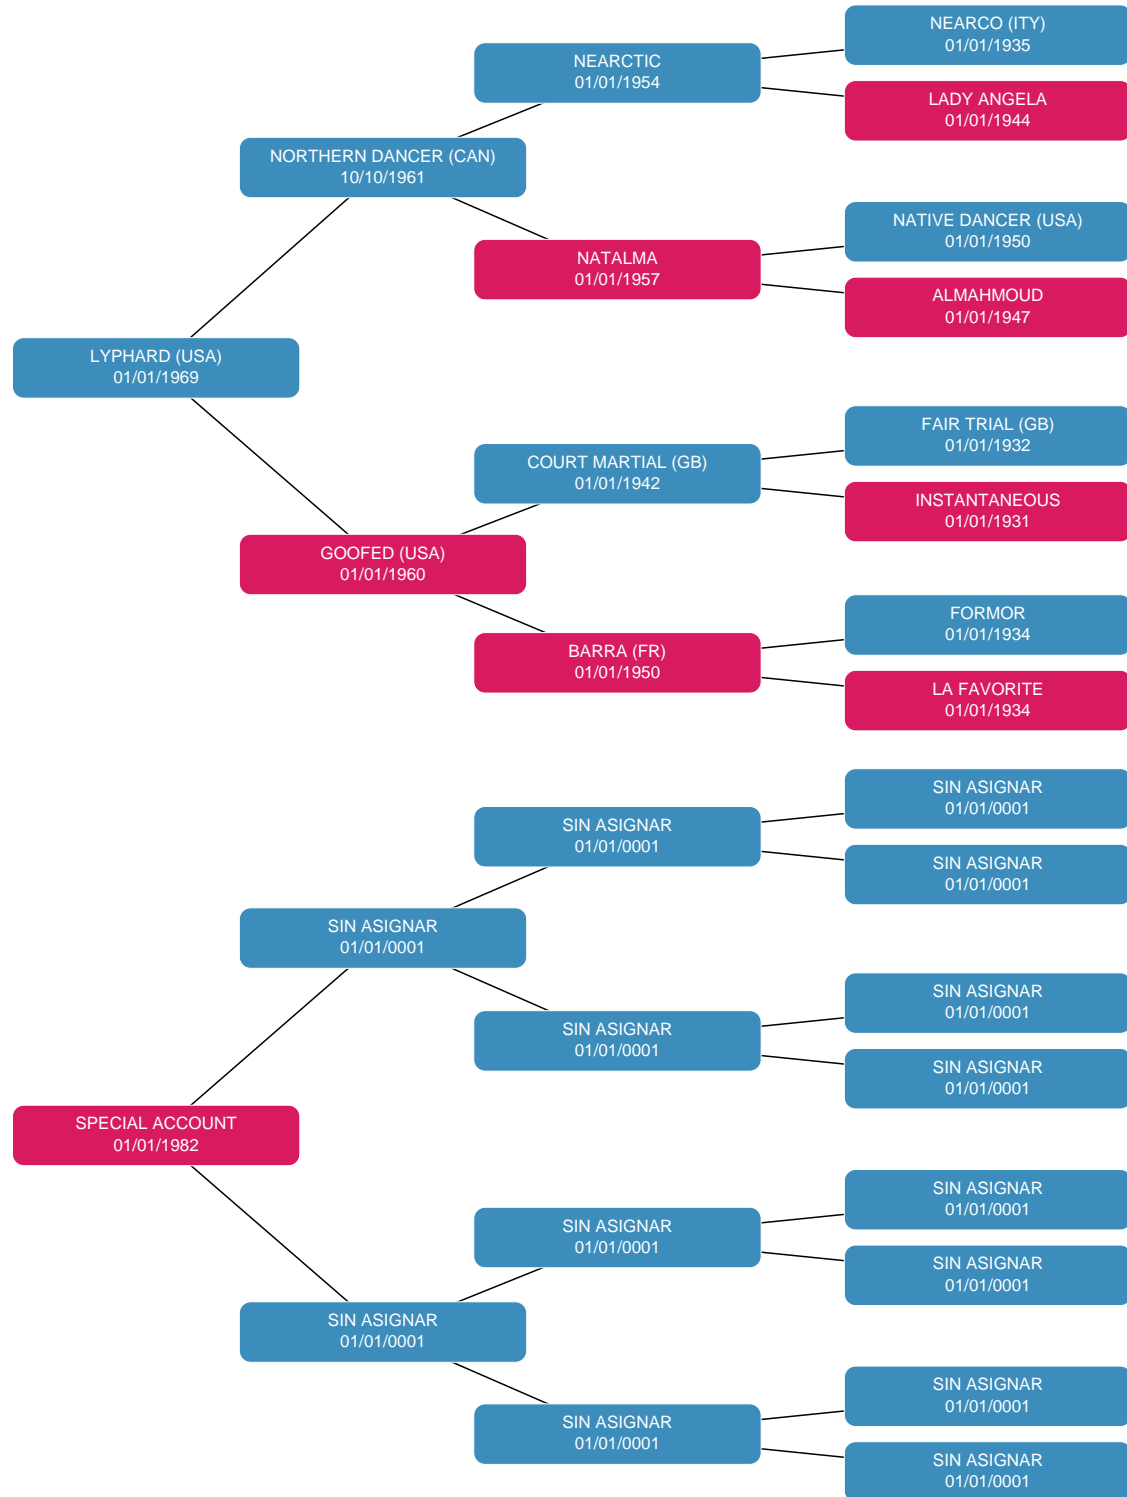 NEARCO (ITY)
01/01/1935
NEARCTIC
01/01/1954
LADY ANGELA
01/01/1944
NORTHERN DANCER (CAN)
10/10/1961
NATIVE DANCER (USA)
01/01/1950
NATALMA
01/01/1957
ALMAHMOUD
01/01/1947
LYPHARD (USA)
01/01/1969
FAIR TRIAL (GB)
01/01/1932
COURT MARTIAL (GB)
01/01/1942
INSTANTANEOUS
01/01/1931
GOOFED (USA)
01/01/1960
FORMOR
01/01/1934
BARRA (FR)
01/01/1950
LA FAVORITE
01/01/1934
SIN ASIGNAR
01/01/0001
SIN ASIGNAR
01/01/0001
SIN ASIGNAR
01/01/0001
SIN ASIGNAR
01/01/0001
SIN ASIGNAR
01/01/0001
SIN ASIGNAR
01/01/0001
SIN ASIGNAR
01/01/0001
SPECIAL ACCOUNT
01/01/1982
SIN ASIGNAR
01/01/0001
SIN ASIGNAR
01/01/0001
SIN ASIGNAR
01/01/0001
SIN ASIGNAR
01/01/0001
SIN ASIGNAR
01/01/0001
SIN ASIGNAR
01/01/0001
SIN ASIGNAR
01/01/0001